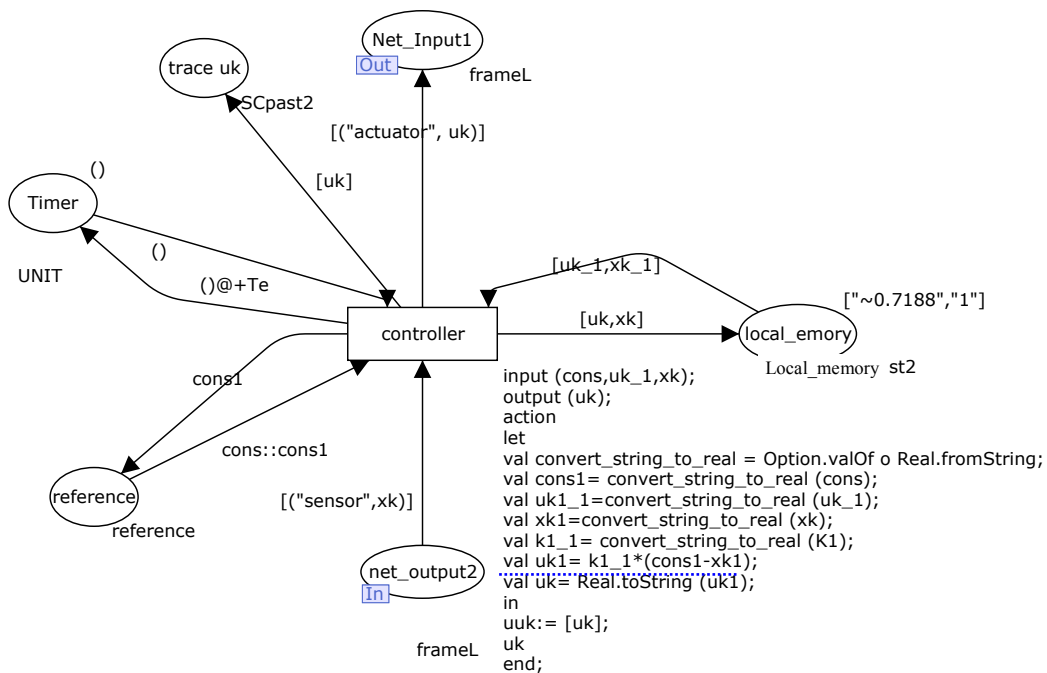 Net_Input1
Out
frameL
trace uk
SCpast2
[("actuator", uk)]
[uk]
()
Timer
()
UNIT
()@+Te
[uk_1,xk_1]
["~0.7188","1"]
controller
[uk,xk]
local_emory
Local_memory st2
cons1
cons::cons1
reference
reference
[("sensor",xk)]
net_output2
In
frameL
input (cons,uk_1,xk);
output (uk);
action
let
val convert_string_to_real = Option.valOf o Real.fromString;
val cons1= convert_string_to_real (cons);
val uk1_1=convert_string_to_real (uk_1);
val xk1=convert_string_to_real (xk);
val k1_1= convert_string_to_real (K1);
val uk1= k1_1*(cons1-xk1);
val uk= Real.toString (uk1);
in
uuk:= [uk];
uk
end;